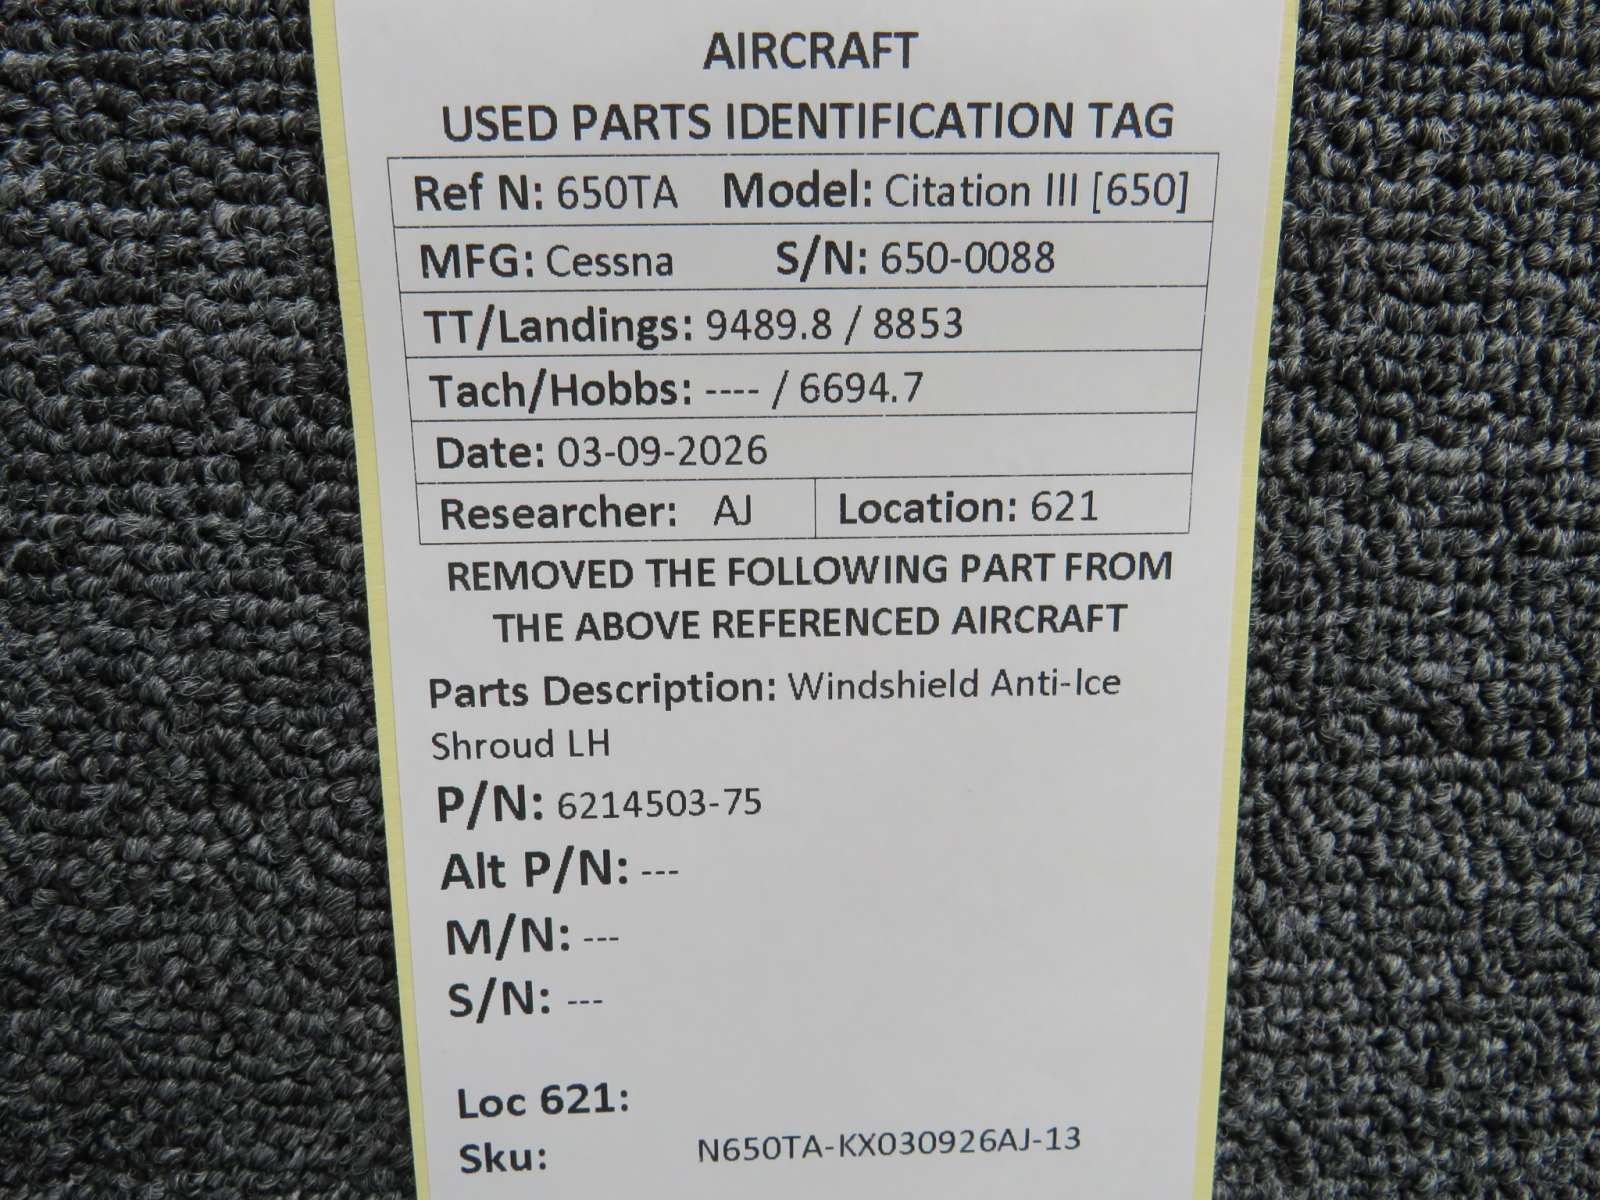 AIRCRAFT
USED PARTS IDENTIFICATION TAG
Ref N: 650TA Model: Citation III [650]
MFG: Cessna S/N: 650-0088
TT/Landings: 9489.8 / 8853
Tach/Hobbs: ---- / 6694.7
Date: 03-09-2026
Researcher: AJ Location: 621
REMOVED THE FOLLOWING PART FROM
THE ABOVE REFERENCED AIRCRAFT
Parts Description: Windshield Anti-Ice
Shroud LH
P/N: 6214503-75
Alt P/N: ---
M/N: ---
S/N: ---
Loc 621:
Sku: N650TA-KX030926AJ-13